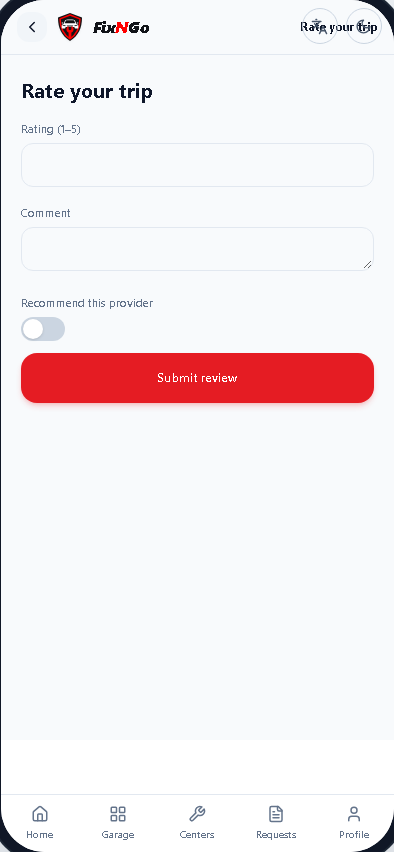 FixNGo
Rate your trip
Rate your trip
Rating (1–5)
Comment
Recommend this provider
Submit review
Home
Garage
Centers
Requests
Profile